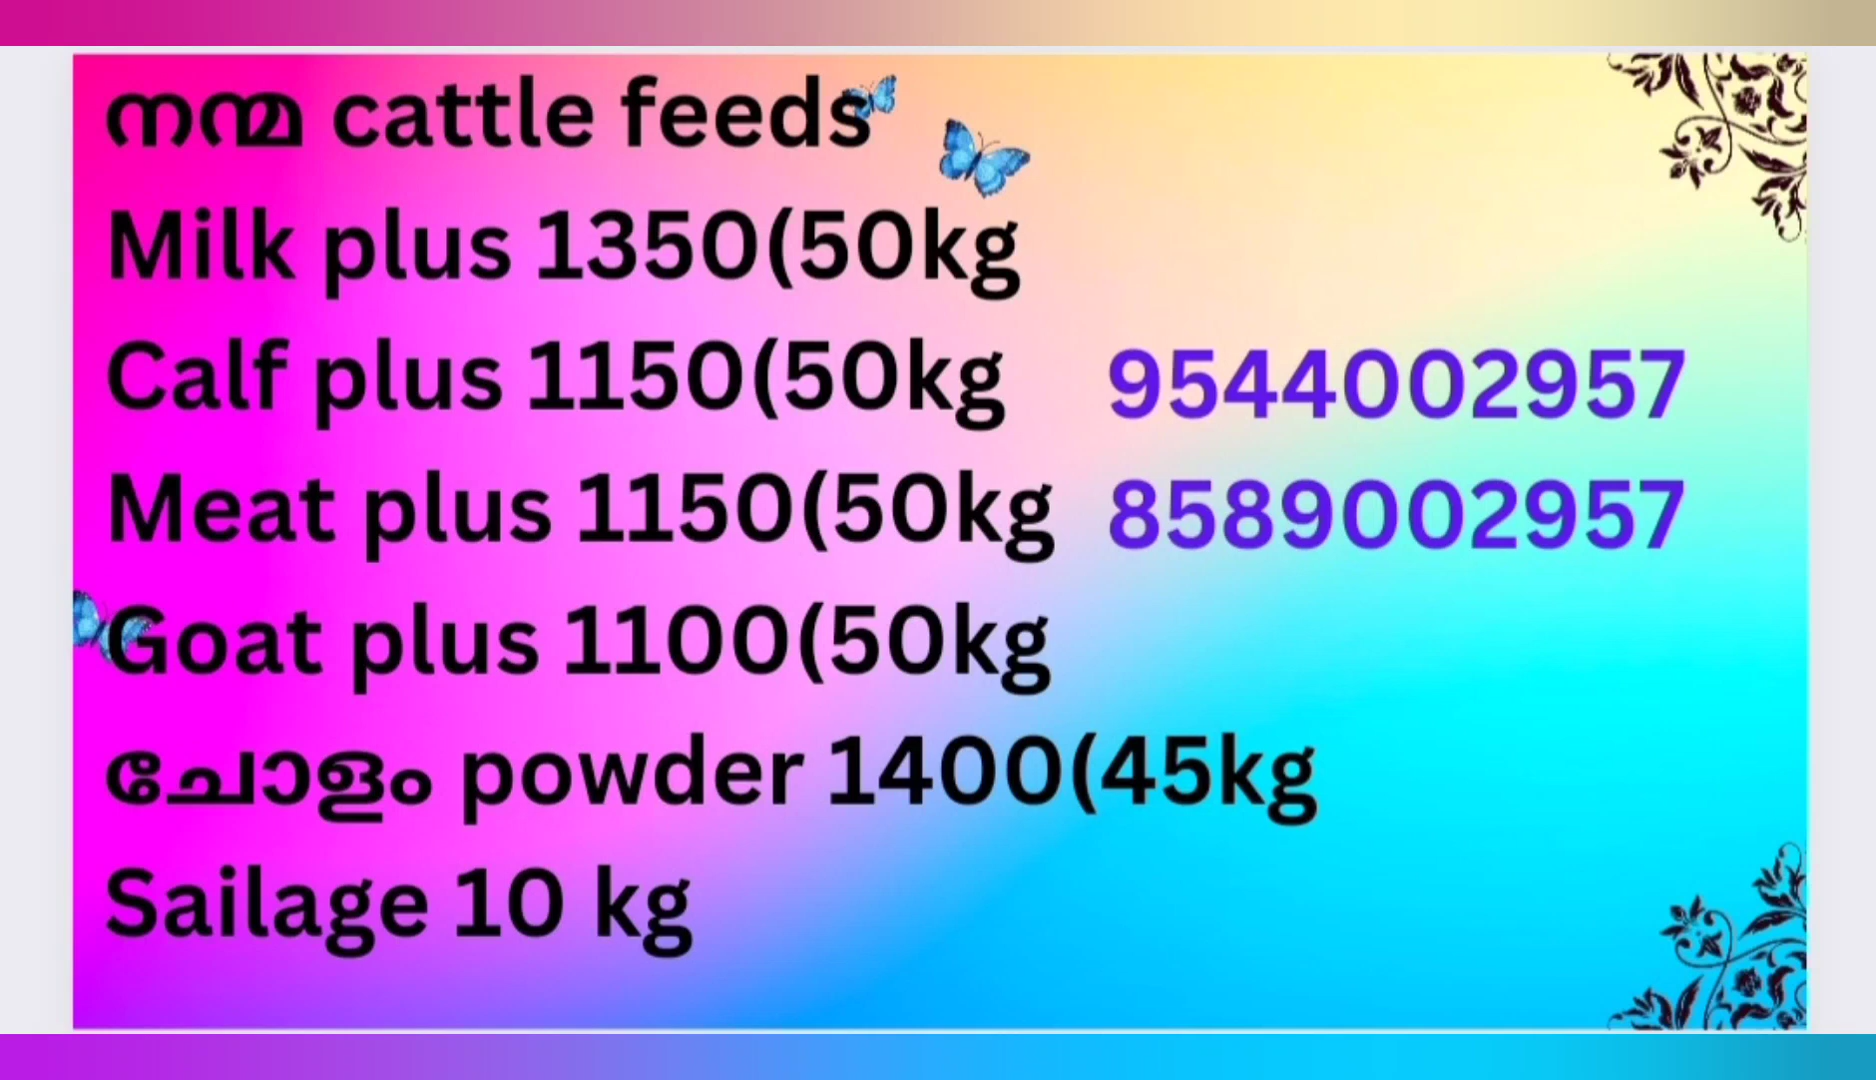 നന്മ cattle feeds
Milk plus 1350(50kg
Calf plus 1150(50kg
9544002957
Meat plus 1150(50kg
8589002957
Goat plus 1100(50kg
ചോളം powder 1400(45kg
Sailage 10 kg